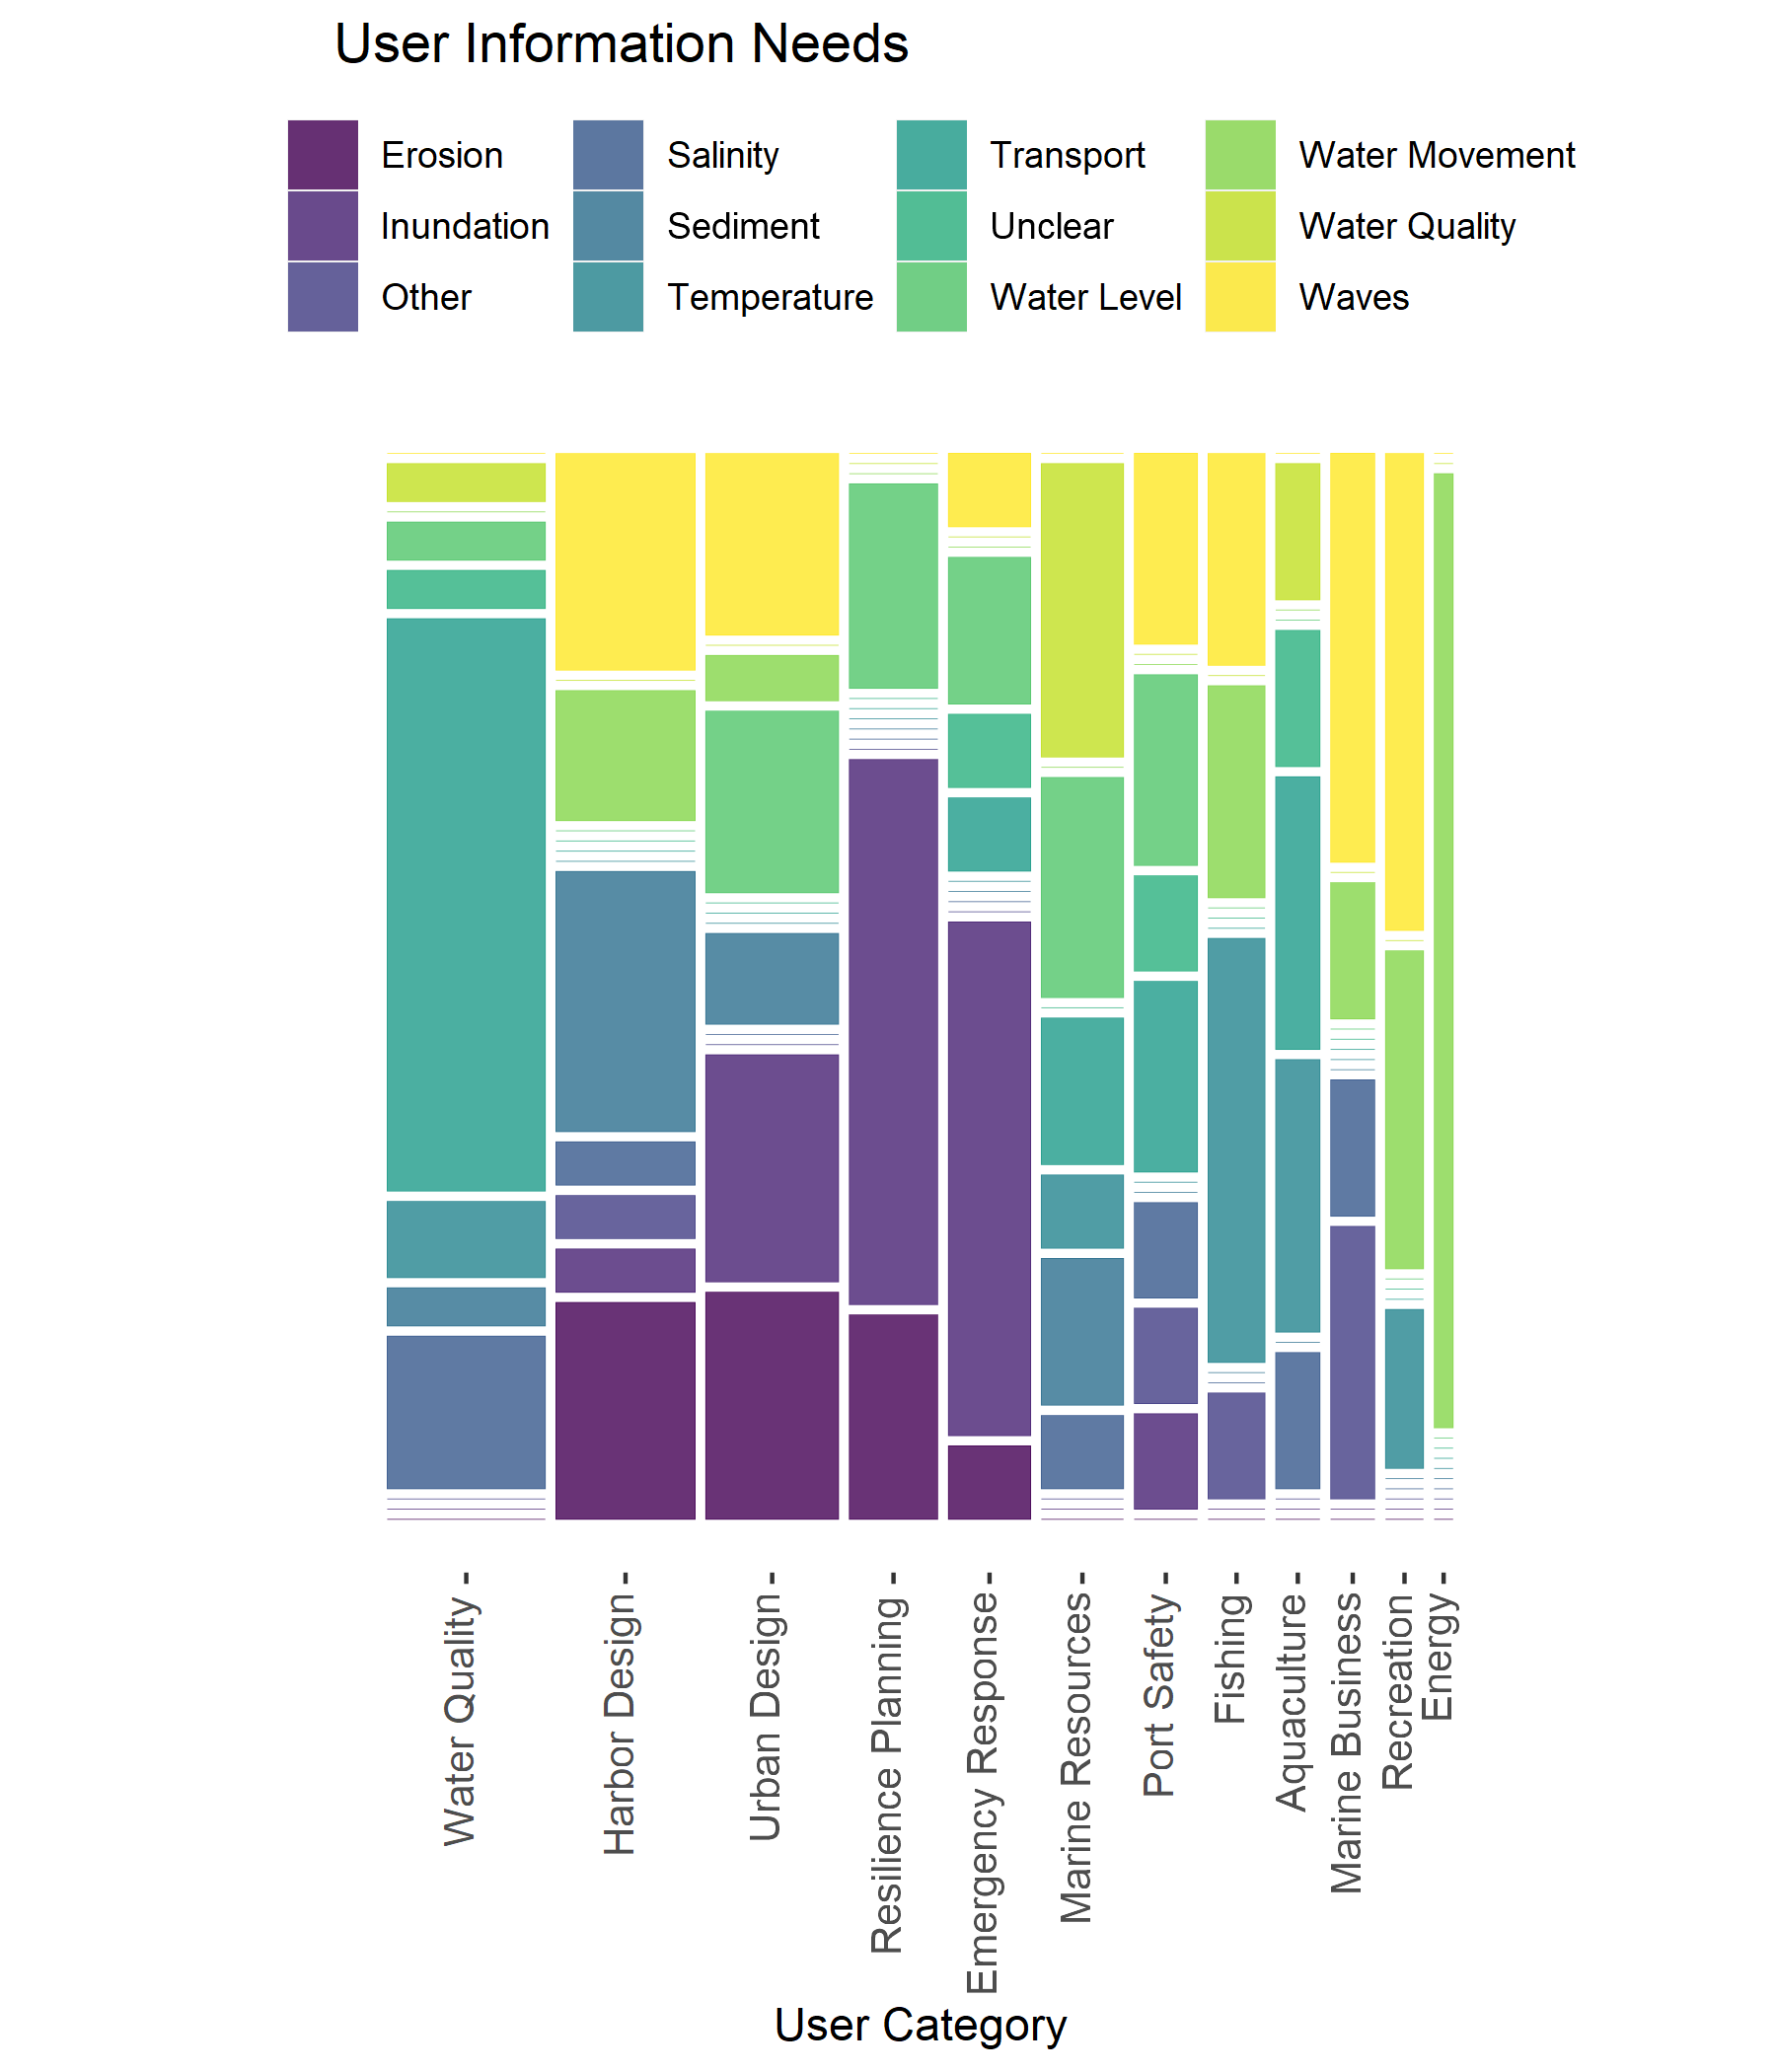 User Information Needs
Erosion
Salinity
Transport
Water Movement
Inundation
Sediment
Unclear
Water Quality
Other
Temperature
Water Level
Waves
Water Quality
Harbor Design
Urban Design
Resilience Planning
Emergency Response
Marine Resources
Port Safety
Fishing
Aquaculture
Marine Business
Recreation
Energy
User Category